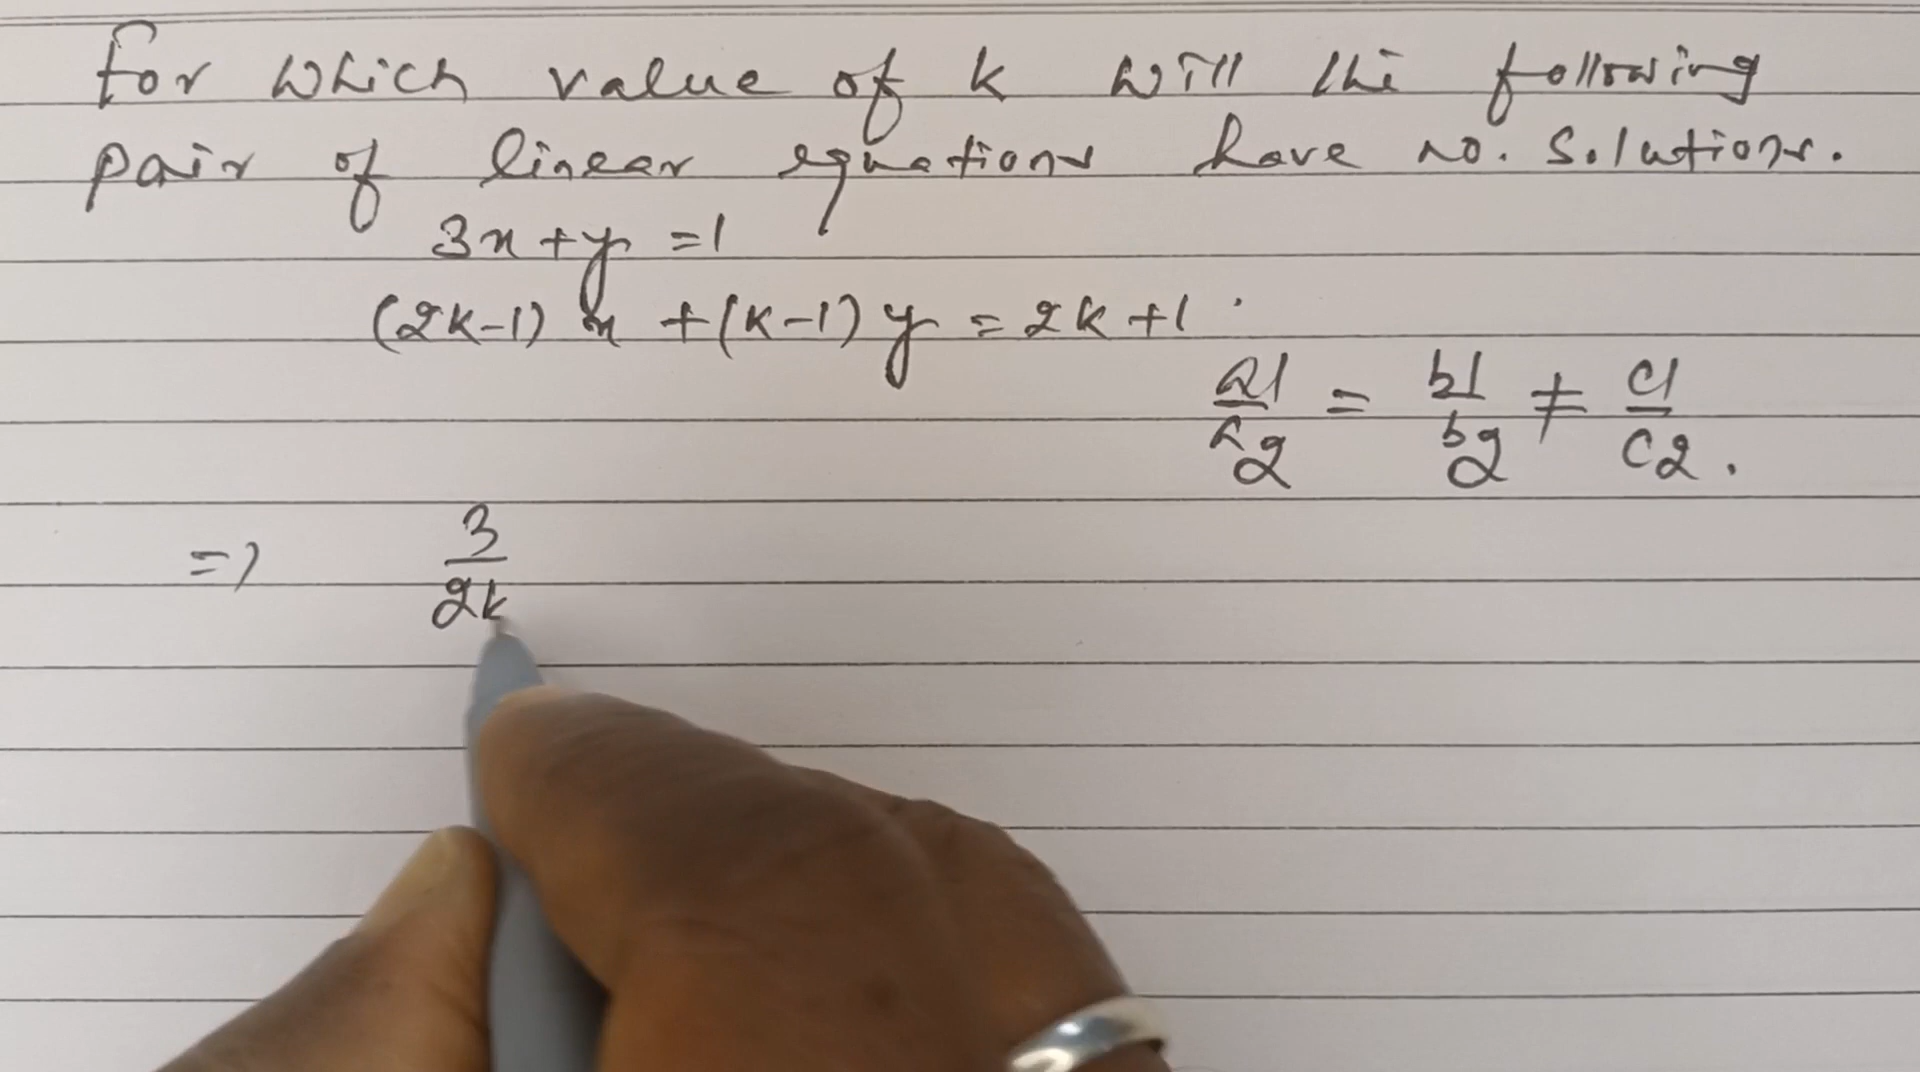 For which value of k will the following
pair of linear equations have no. solutions.
3x+y=1
(2k-1)x+(k-1)y=2k+1.
a1/a2 = b1/b2 ≠ c1/c2.
=> 3/2k